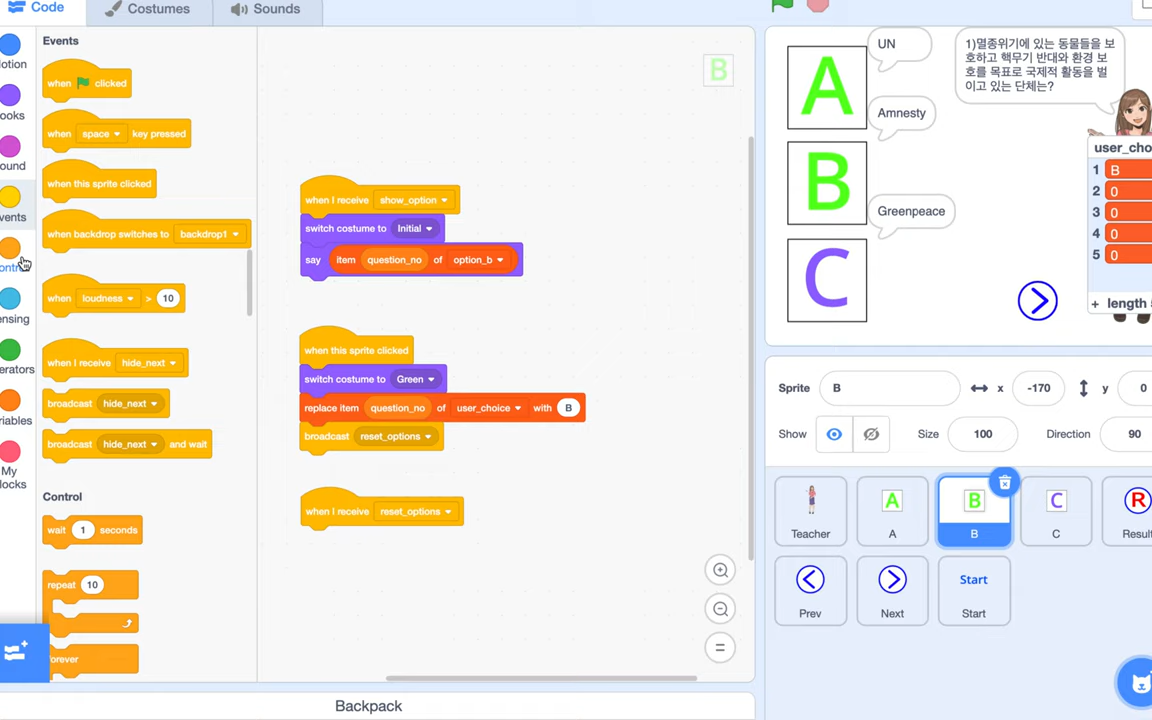 Code
Costumes
Sounds
Events
when clicked
when space key pressed
when this sprite clicked
when backdrop switches to backdrop1
when loudness > 10
when I receive hide_next
broadcast hide_next
broadcast hide_next and wait
Control
wait 1 seconds
repeat 10
forever
otion
ooks
ound
vents
ontrol
ensing
erators
riables
My
locks
B
when I receive show_option
switch costume to Initial
say item question_no of option_b
when this sprite clicked
switch costume to Green
replace item question_no of user_choice with B
broadcast reset_options
when I receive reset_options
Backpack
A
B
C
UN
Amnesty
Greenpeace
1)멸종위기에 있는 동물들을 보
호하고 핵무기 반대와 환경 보
호를 목표로 국제적 활동을 벌
이고 있는 단체는?
user_cho
1 B
2 0
3 0
4 0
5 0
+ length 5
Sprite B x -170 y 0
Show Size 100 Direction 90
A B C R
Teacher A B C Result
Start
Prev Next Start